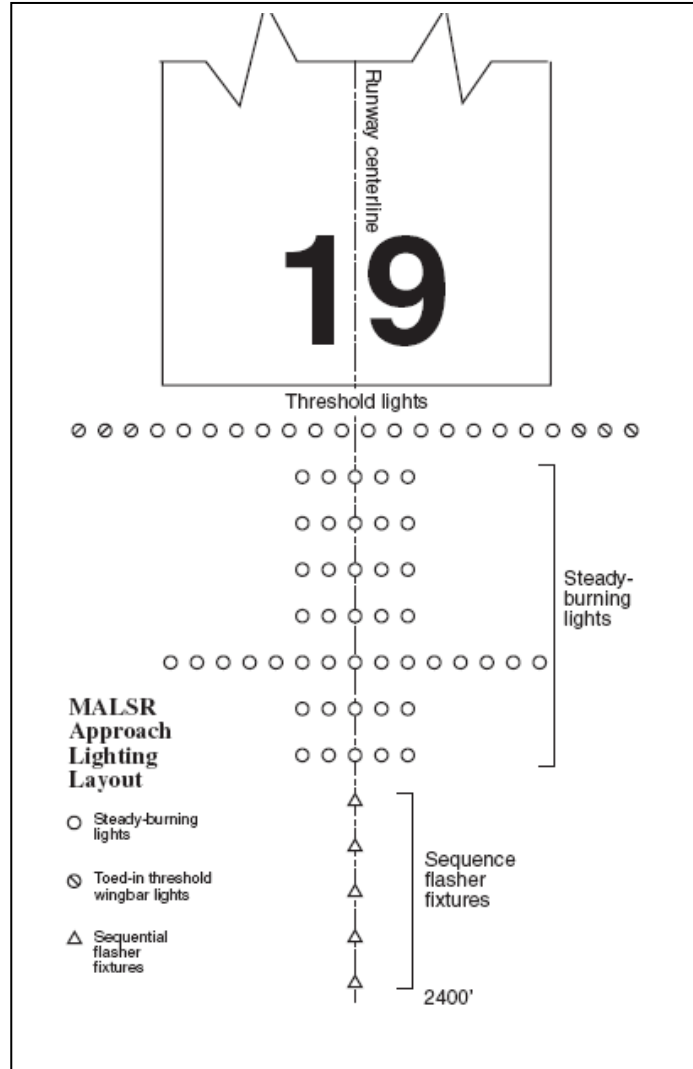 Runway centerline
19
Threshold lights
Steady-
burning
lights
MALSR
Approach
Lighting
Layout
Steady-burning
lights
Toed-in threshold
wingbar lights
Sequential
flasher
fixtures
Sequence
flasher
fixtures
2400'